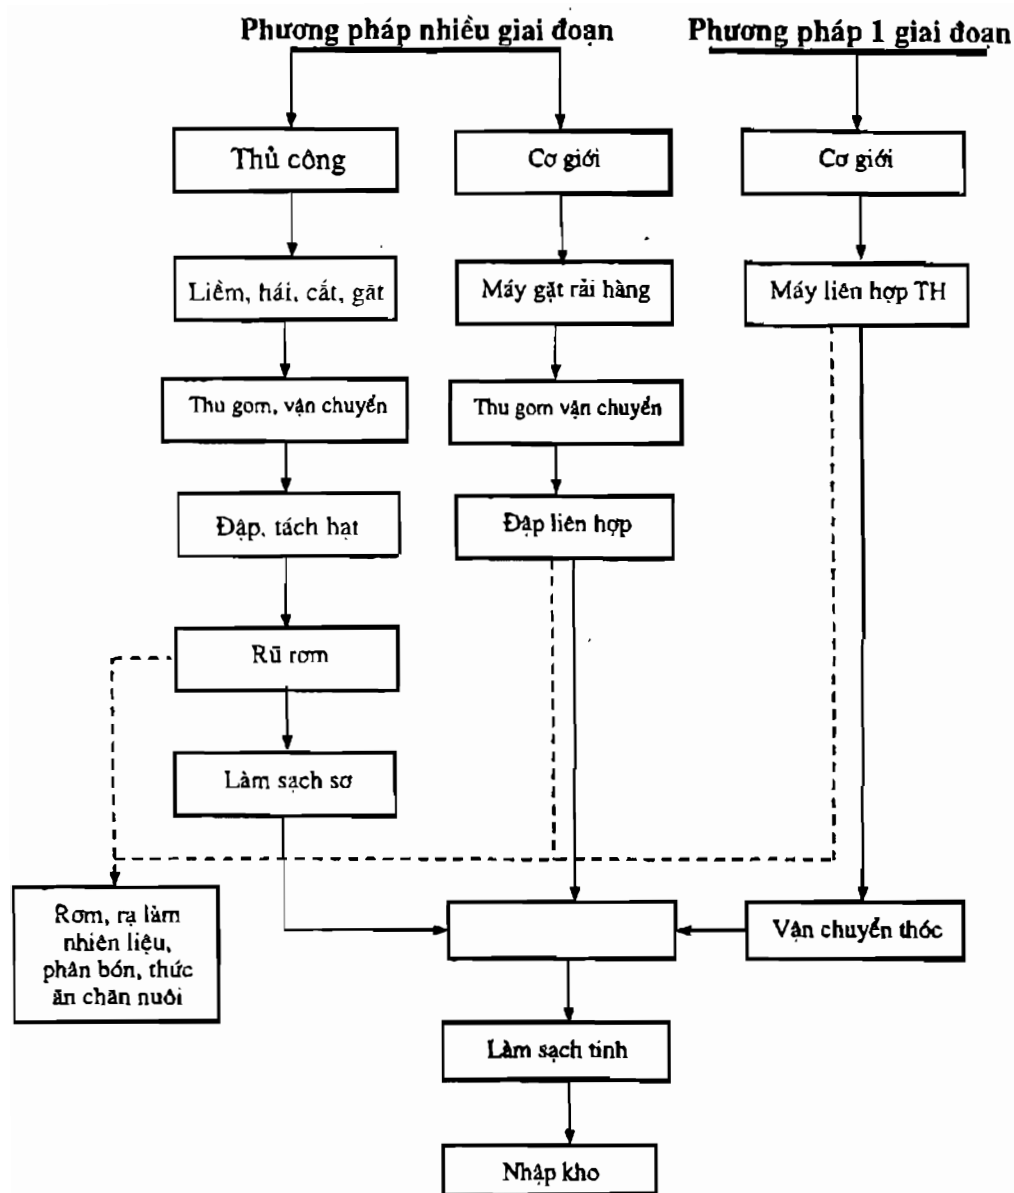 Phương pháp nhiều giai đoạn
Phương pháp 1 giai đoạn
Thủ công
Cơ giới
Cơ giới
Liềm, hái, cắt, gặt
Máy gặt rải hàng
Máy liên hợp TH
Thu gom, vận chuyển
Thu gom vận chuyển
Đập, tách hạt
Đập liên hợp
Rũ rơm
Làm sạch sơ
Rơm, rạ làm
nhiên liệu,
phân bón, thức
ăn chăn nuôi
Vận chuyển thóc
Làm sạch tinh
Nhập kho